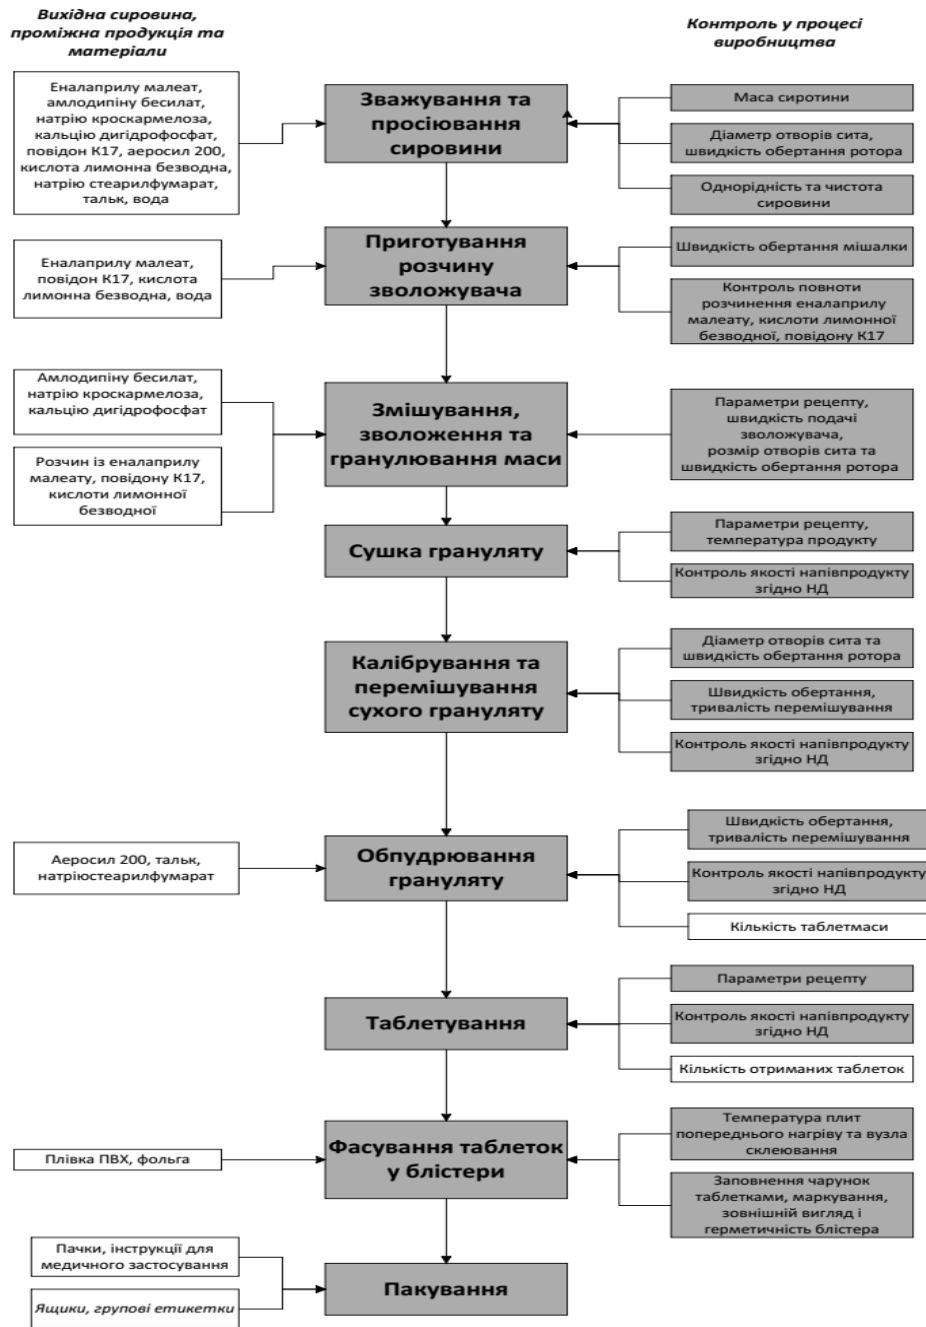 Вихідна сировина,
проміжна продукція та
матеріали
Контроль у процесі
виробництва
Еналаприлу малеат,
амлодипіну бесилат,
натрію кроскармелоза,
кальцію дигідрофосфат,
повідон К17, аеросил 200,
кислота лимонна безводна,
натрію стеарилфумарат,
тальк, вода
Зважування та
просіювання
сировини
Маса сиротини
Діаметр отворів сита,
швидкість обертання ротора
Однорідність та чистота
сировини
Еналаприлу малеат,
повідон К17, кислота
лимонна безводна, вода
Приготування
розчину
зволожувача
Швидкість обертання мішалки
Контроль повноти
розчинення еналаприлу
малеату, кислоти лимонної
безводної, повідону К17
Амлодипіну бесилат,
натрію кроскармелоза,
кальцію дигідрофосфат
Розчин із еналаприлу
малеату, повідону К17,
кислоти лимонної
безводної
Змішування,
зволоження та
гранулювання маси
Параметри рецепту,
швидкість подачі
зволожувача,
розмір отворів сита та
швидкість обертання ротора
Сушка грануляту
Параметри рецепту,
температура продукту
Контроль якості напівпродукту
згідно НД
Калібрування та
перемішування
сухого грануляту
Діаметр отворів сита та
швидкість обертання ротора
Швидкість обертання,
тривалість перемішування
Контроль якості напівпродукту
згідно НД
Аеросил 200, тальк,
натріюстеарилфумарат
Обпудрювання
грануляту
Швидкість обертання,
тривалість перемішування
Контроль якості напівпродукту
згідно НД
Кількість таблетмаси
Таблетування
Параметри рецепту
Контроль якості напівпродукту
згідно НД
Кількість отриманих таблеток
Плівка ПВХ, фольга
Фасування таблеток
у блістери
Температура плит
попереднього нагріву та вузла
склеювання
Заповнення чарунок
таблетками, маркування,
зовнішній вигляд і
герметичність блістера
Пачки, інструкції для
медичного застосування
Ящики, групові етикетки
Пакування